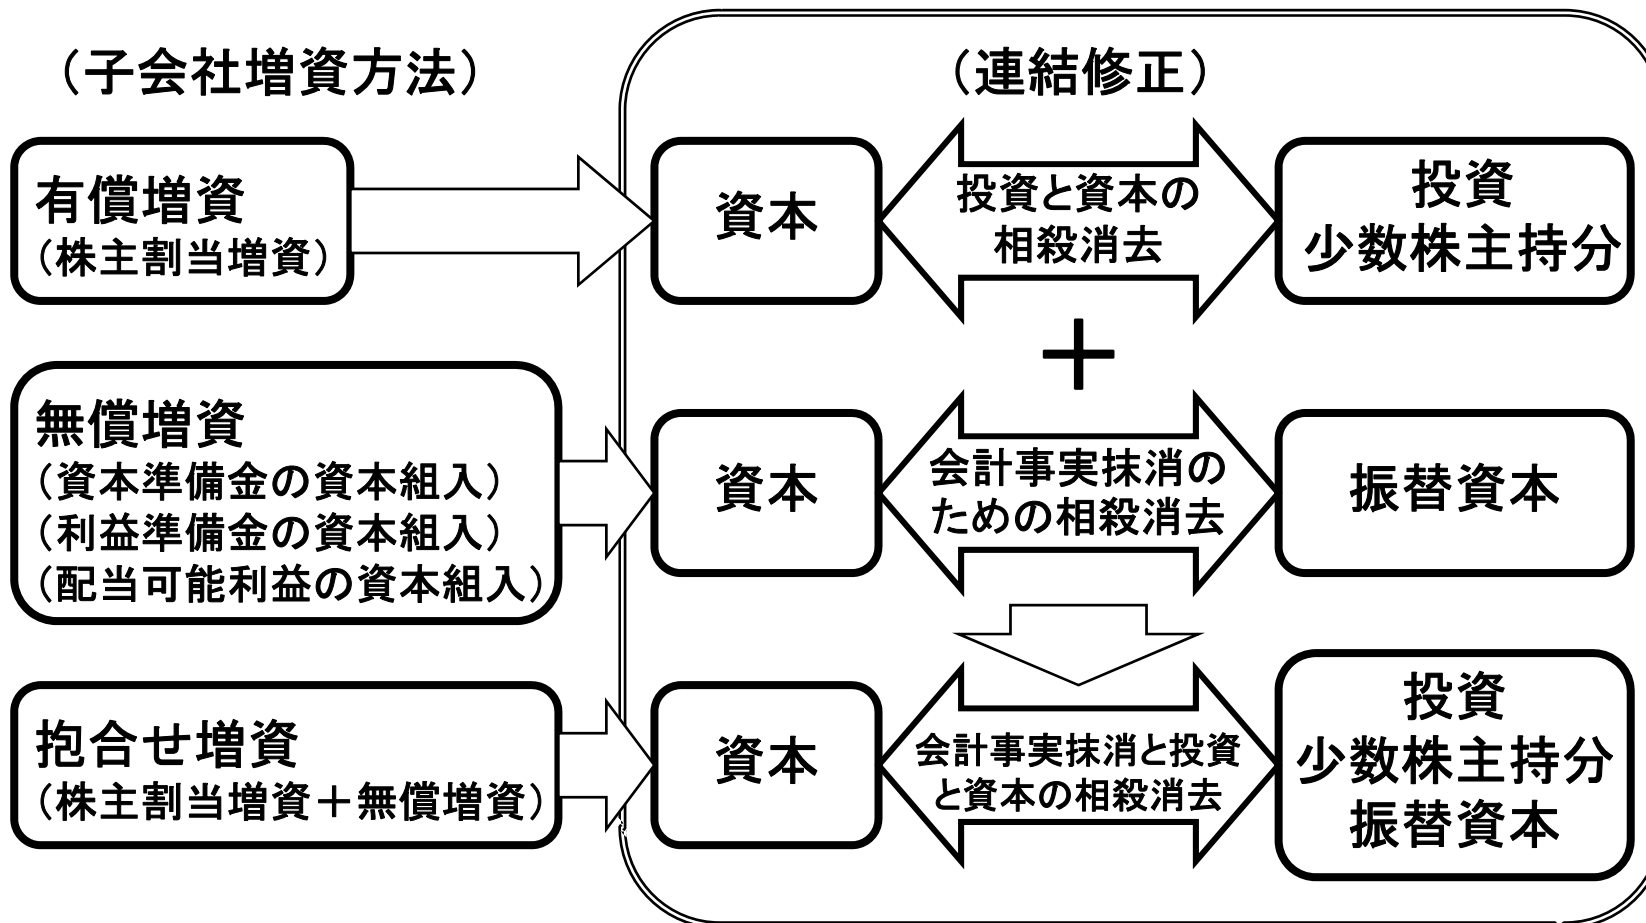 （子会社増資方法）
（連結修正）
有償増資
（株主割当増資）
資本
投資と資本の
相殺消去
投資
少数株主持分
＋
無償増資
（資本準備金の資本組入）
（利益準備金の資本組入）
（配当可能利益の資本組入）
資本
会計事実抹消の
ための相殺消去
振替資本
抱合せ増資
（株主割当増資＋無償増資）
資本
会計事実抹消と投資
と資本の相殺消去
投資
少数株主持分
振替資本